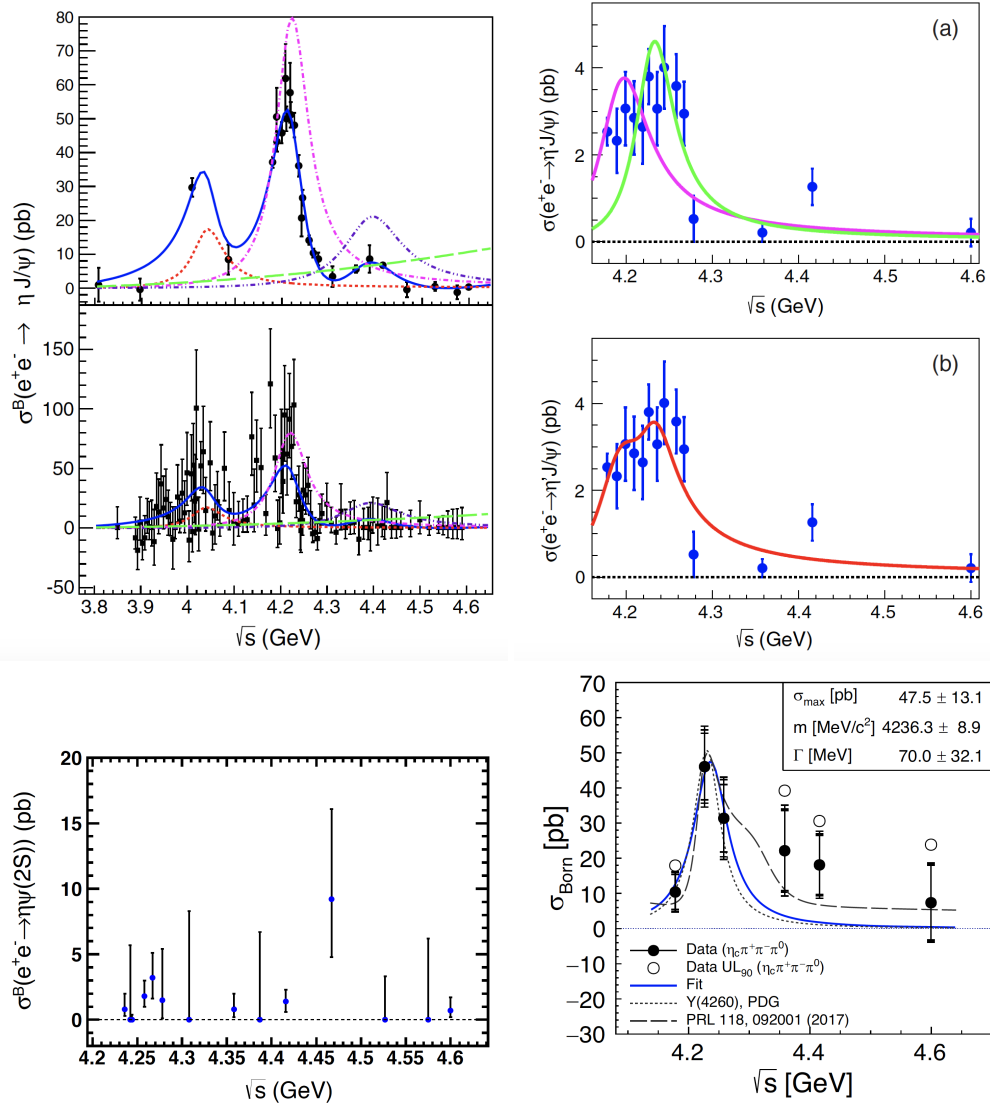 80
70
60
50
40
30
20
10
0
150
100
50
0
-50
σᴮ(e⁺e⁻ → η J/ψ) (pb)
3.8 3.9 4 4.1 4.2 4.3 4.4 4.5 4.6
√s (GeV)
(a)
4
2
0
σ(e⁺e⁻→η'J/ψ) (pb)
4.2 4.3 4.4 4.5 4.6
√s (GeV)
(b)
4
2
0
σ(e⁺e⁻→η'J/ψ) (pb)
4.2 4.3 4.4 4.5 4.6
√s (GeV)
20
15
10
5
0
σᴮ(e⁺e⁻→ηψ(2S)) (pb)
4.2 4.25 4.3 4.35 4.4 4.45 4.5 4.55 4.6
√s (GeV)
70
60
50
40
30
20
10
0
−10
−20
−30
σ_Born [pb]
σ_max [pb] 47.5 ± 13.1
m [MeV/c²] 4236.3 ± 8.9
Γ [MeV] 70.0 ± 32.1
Data (η_cπ⁺π⁻π⁰)
Data UL₉₀ (η_cπ⁺π⁻π⁰)
Fit
Y(4260), PDG
PRL 118, 092001 (2017)
4.2 4.4 4.6
√s [GeV]